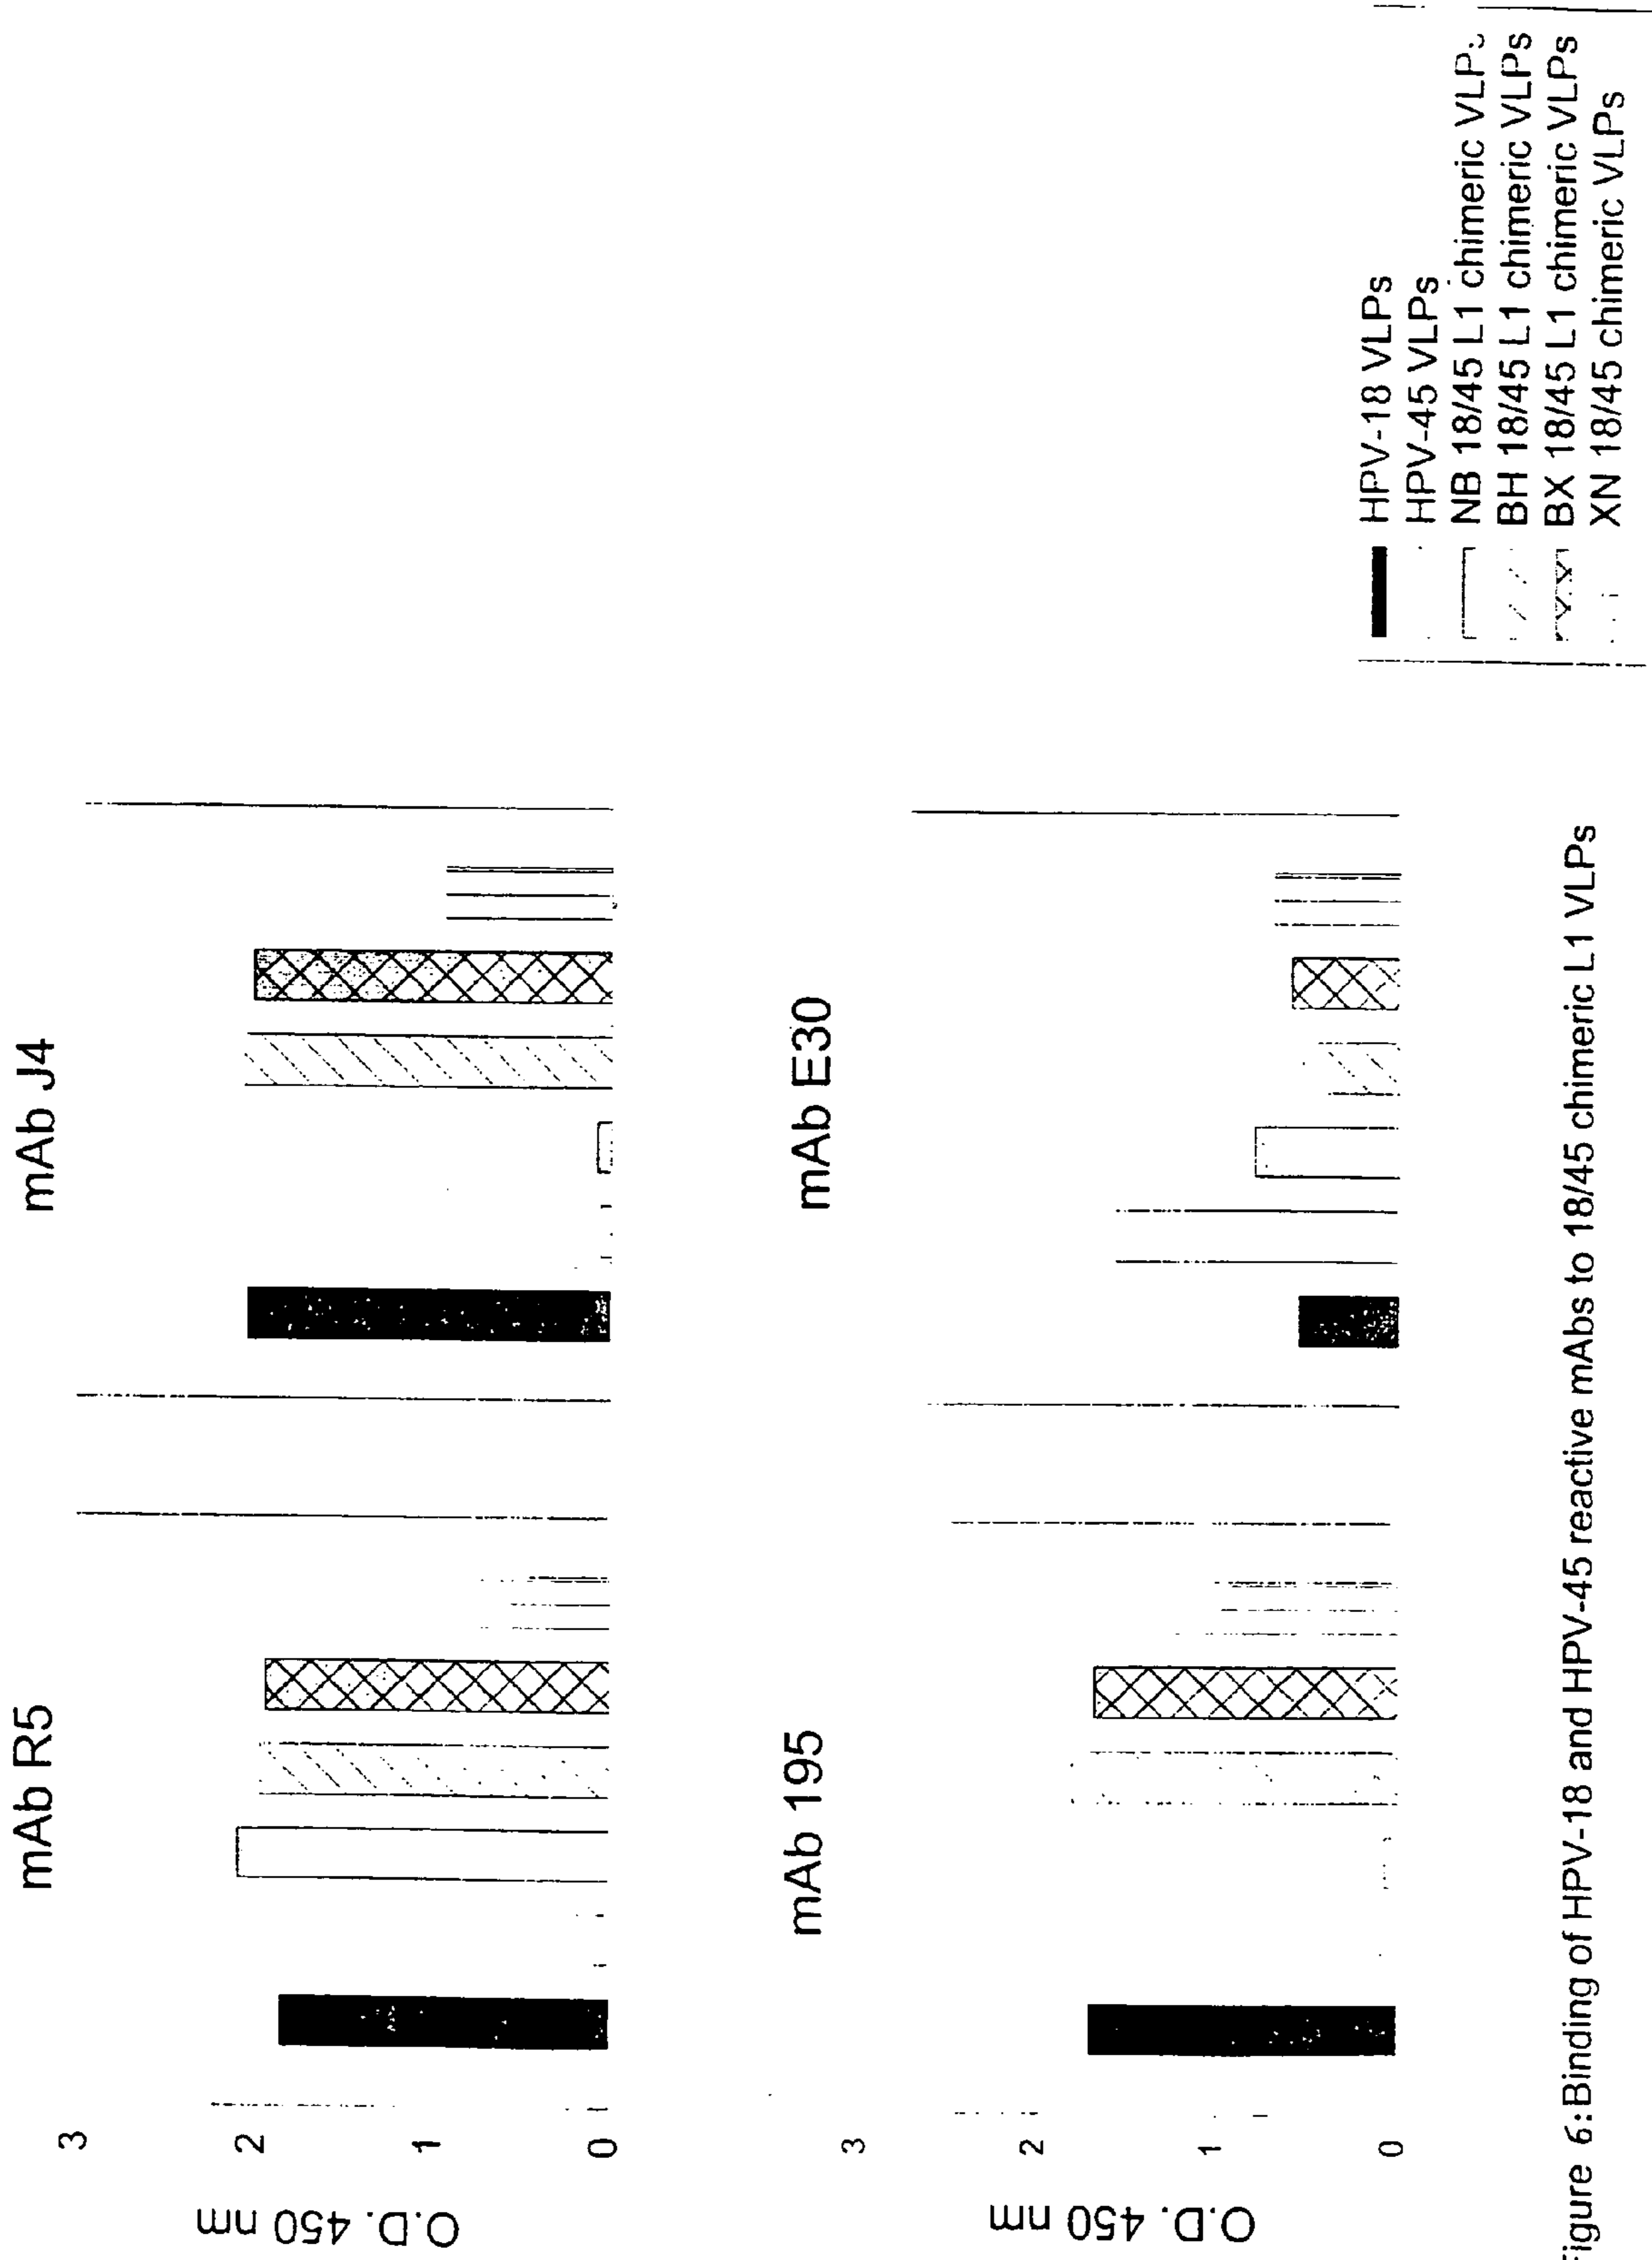 mAb R5
mAb J4
O.D. 450 nm
3
2
1
0
mAb 195
mAb E30
O.D. 450 nm
3
2
1
0
HPV-18 VLPs
HPV-45 VLPs
NB 18/45 L1 chimeric VLPs
BH 18/45 L1 chimeric VLPs
BX 18/45 L1 chimeric VLPs
XN 18/45 chimeric VLPs
Figure 6:Binding of HPV-18 and HPV-45 reactive mAbs to 18/45 chimeric L1 VLPs